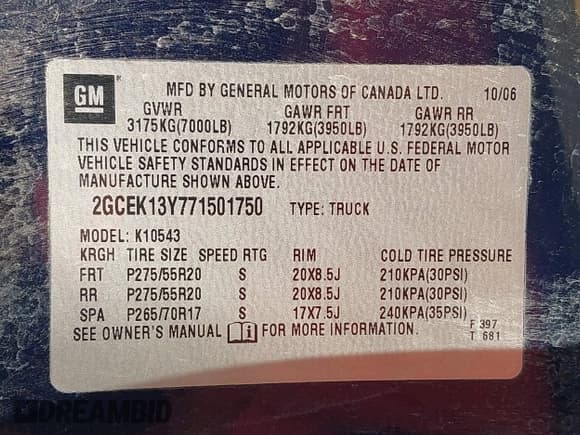 GM
MFD BY GENERAL MOTORS OF CANADA LTD. 10/06
GVWR GAWR FRT GAWR RR
3175KG(7000LB) 1792KG(3950LB) 1792KG(3950LB)
THIS VEHICLE CONFORMS TO ALL APPLICABLE U.S. FEDERAL MOTOR
VEHICLE SAFETY STANDARDS IN EFFECT ON THE DATE OF
MANUFACTURE SHOWN ABOVE.
2GCEK13Y771501750 TYPE: TRUCK
MODEL: K10543
KRGH TIRE SIZE SPEED RTG RIM COLD TIRE PRESSURE
FRT P275/55R20 S 20X8.5J 210KPA(30PSI)
RR P275/55R20 S 20X8.5J 210KPA(30PSI)
SPA P265/70R17 S 17X7.5J 240KPA(35PSI)
SEE OWNER'S MANUAL i FOR MORE INFORMATION.
F 397
T 681
DREAMBID